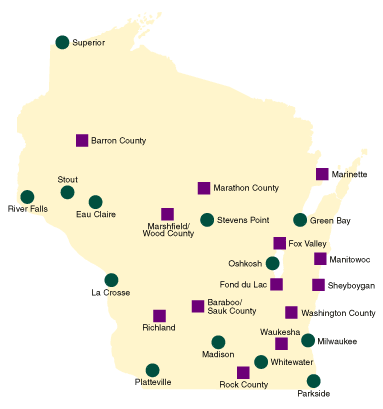 Superior
Barron County
Marinette
Stout
Marathon County
River Falls
Eau Claire
Marshfield/
Wood County
Stevens Point
Green Bay
Fox Valley
Oshkosh
Manitowoc
La Crosse
Fond du Lac
Sheyboygan
Baraboo/
Sauk County
Richland
Washington County
Waukesha
Madison
Milwaukee
Whitewater
Platteville
Rock County
Parkside